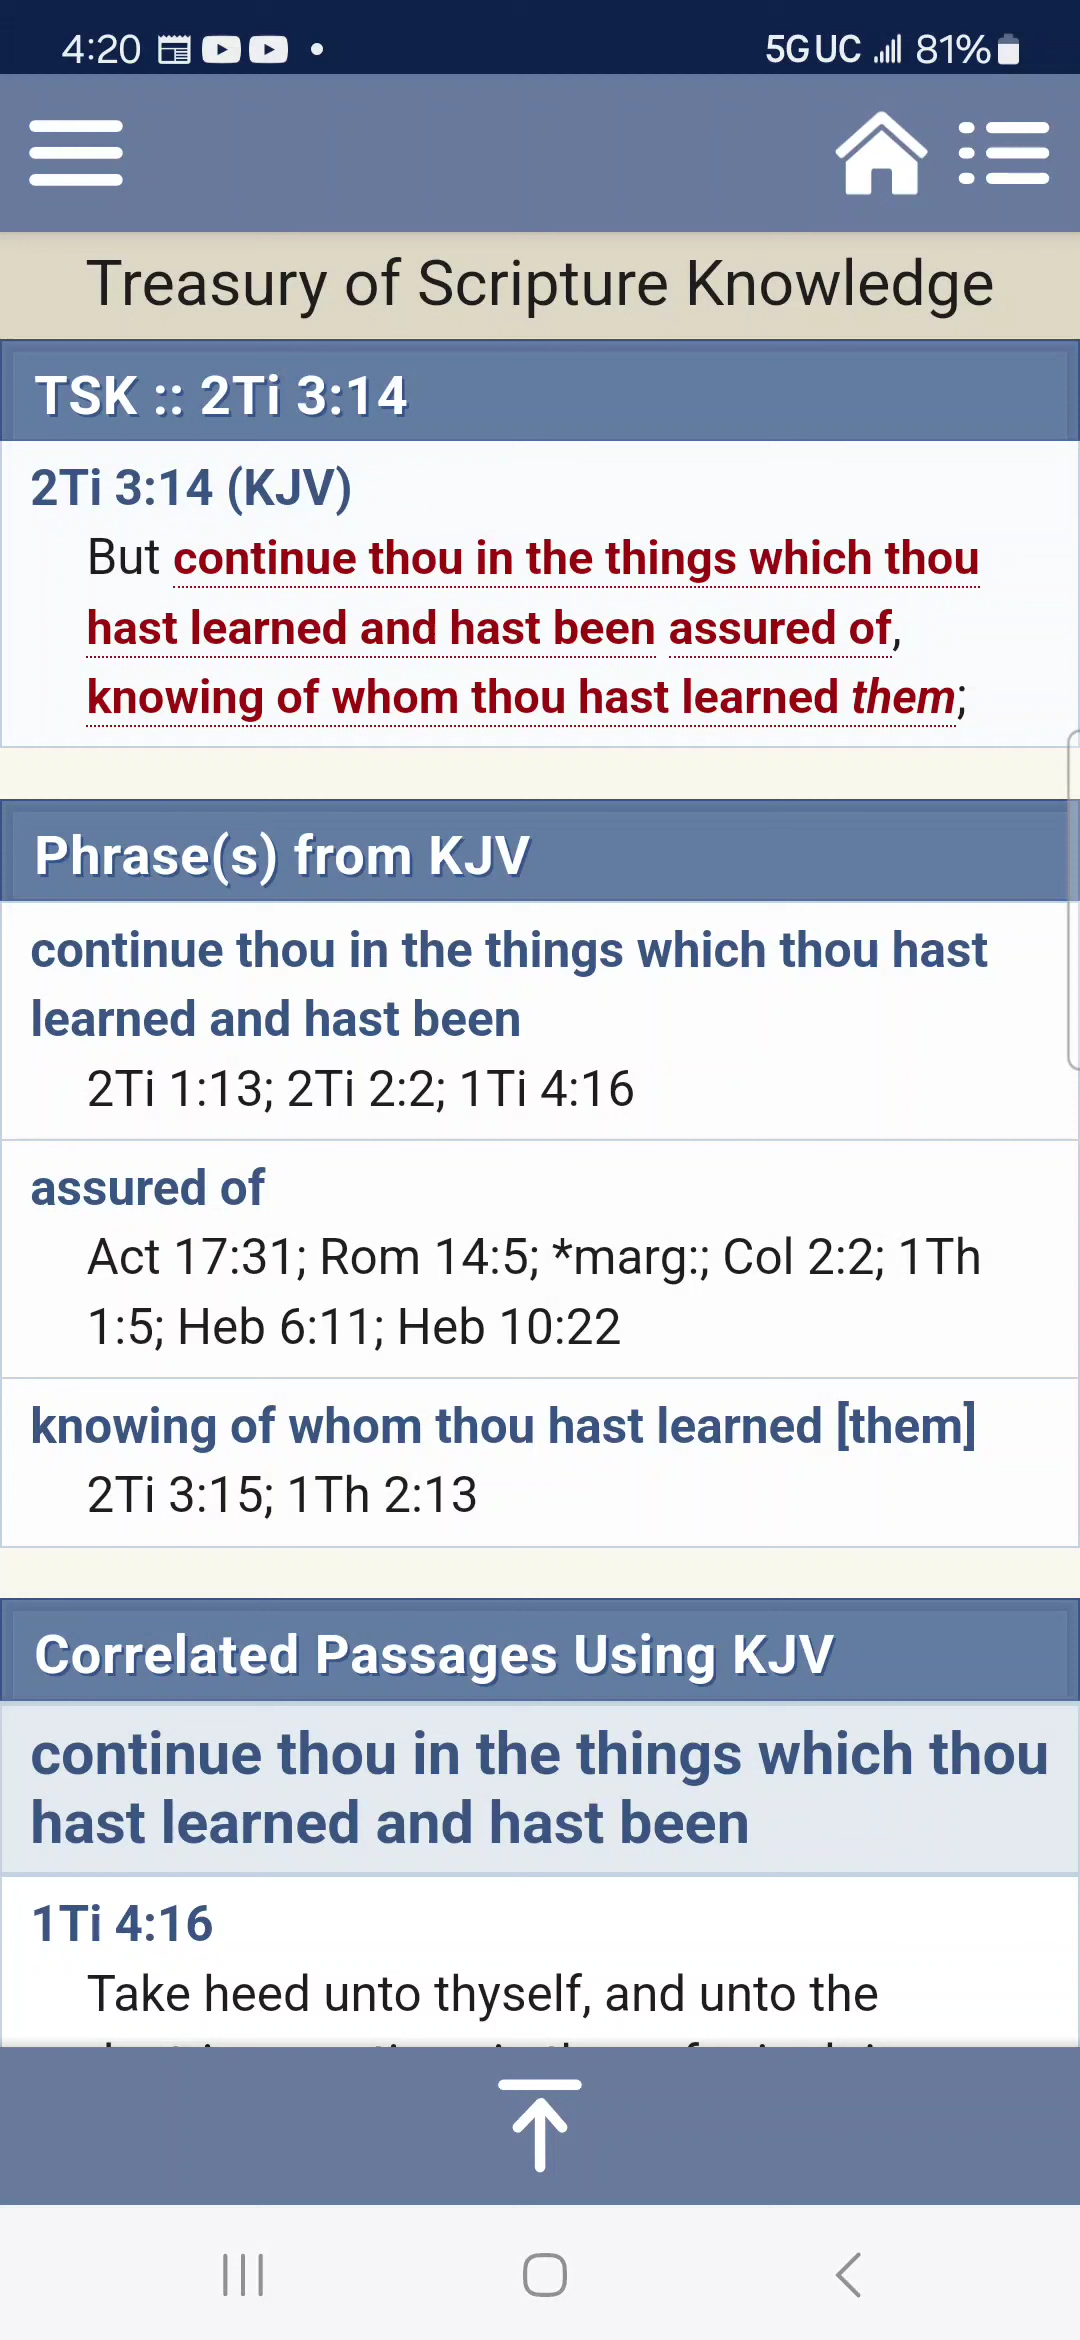 4:20
5G UC 81%
Treasury of Scripture Knowledge
TSK :: 2Ti 3:14
2Ti 3:14 (KJV)
But continue thou in the things which thou
hast learned and hast been assured of,
knowing of whom thou hast learned them;
Phrase(s) from KJV
continue thou in the things which thou hast
learned and hast been
2Ti 1:13; 2Ti 2:2; 1Ti 4:16
assured of
Act 17:31; Rom 14:5; *marg:; Col 2:2; 1Th
1:5; Heb 6:11; Heb 10:22
knowing of whom thou hast learned [them]
2Ti 3:15; 1Th 2:13
Correlated Passages Using KJV
continue thou in the things which thou
hast learned and hast been
1Ti 4:16
Take heed unto thyself, and unto the